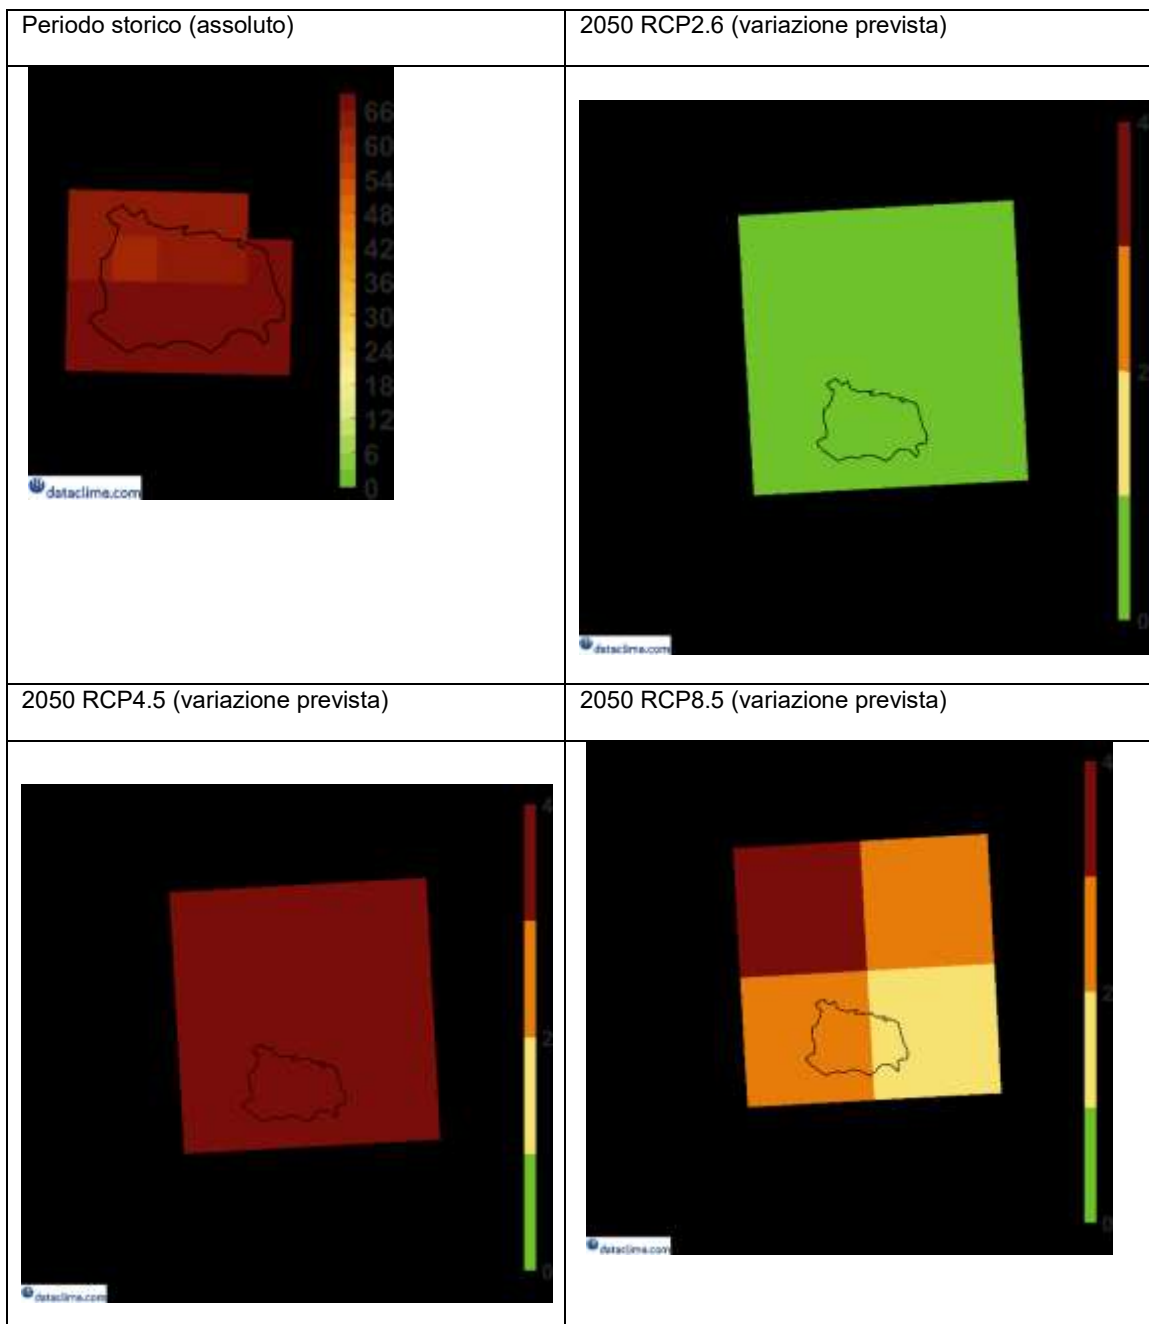 Periodo storico (assoluto)
2050 RCP2.6 (variazione prevista)
66
60
54
48
42
36
30
24
18
12
6
0
dataclime.com
4
2
0
dataclime.com
2050 RCP4.5 (variazione prevista)
2050 RCP8.5 (variazione prevista)
4
2
0
dataclime.com
4
2
0
dataclime.com